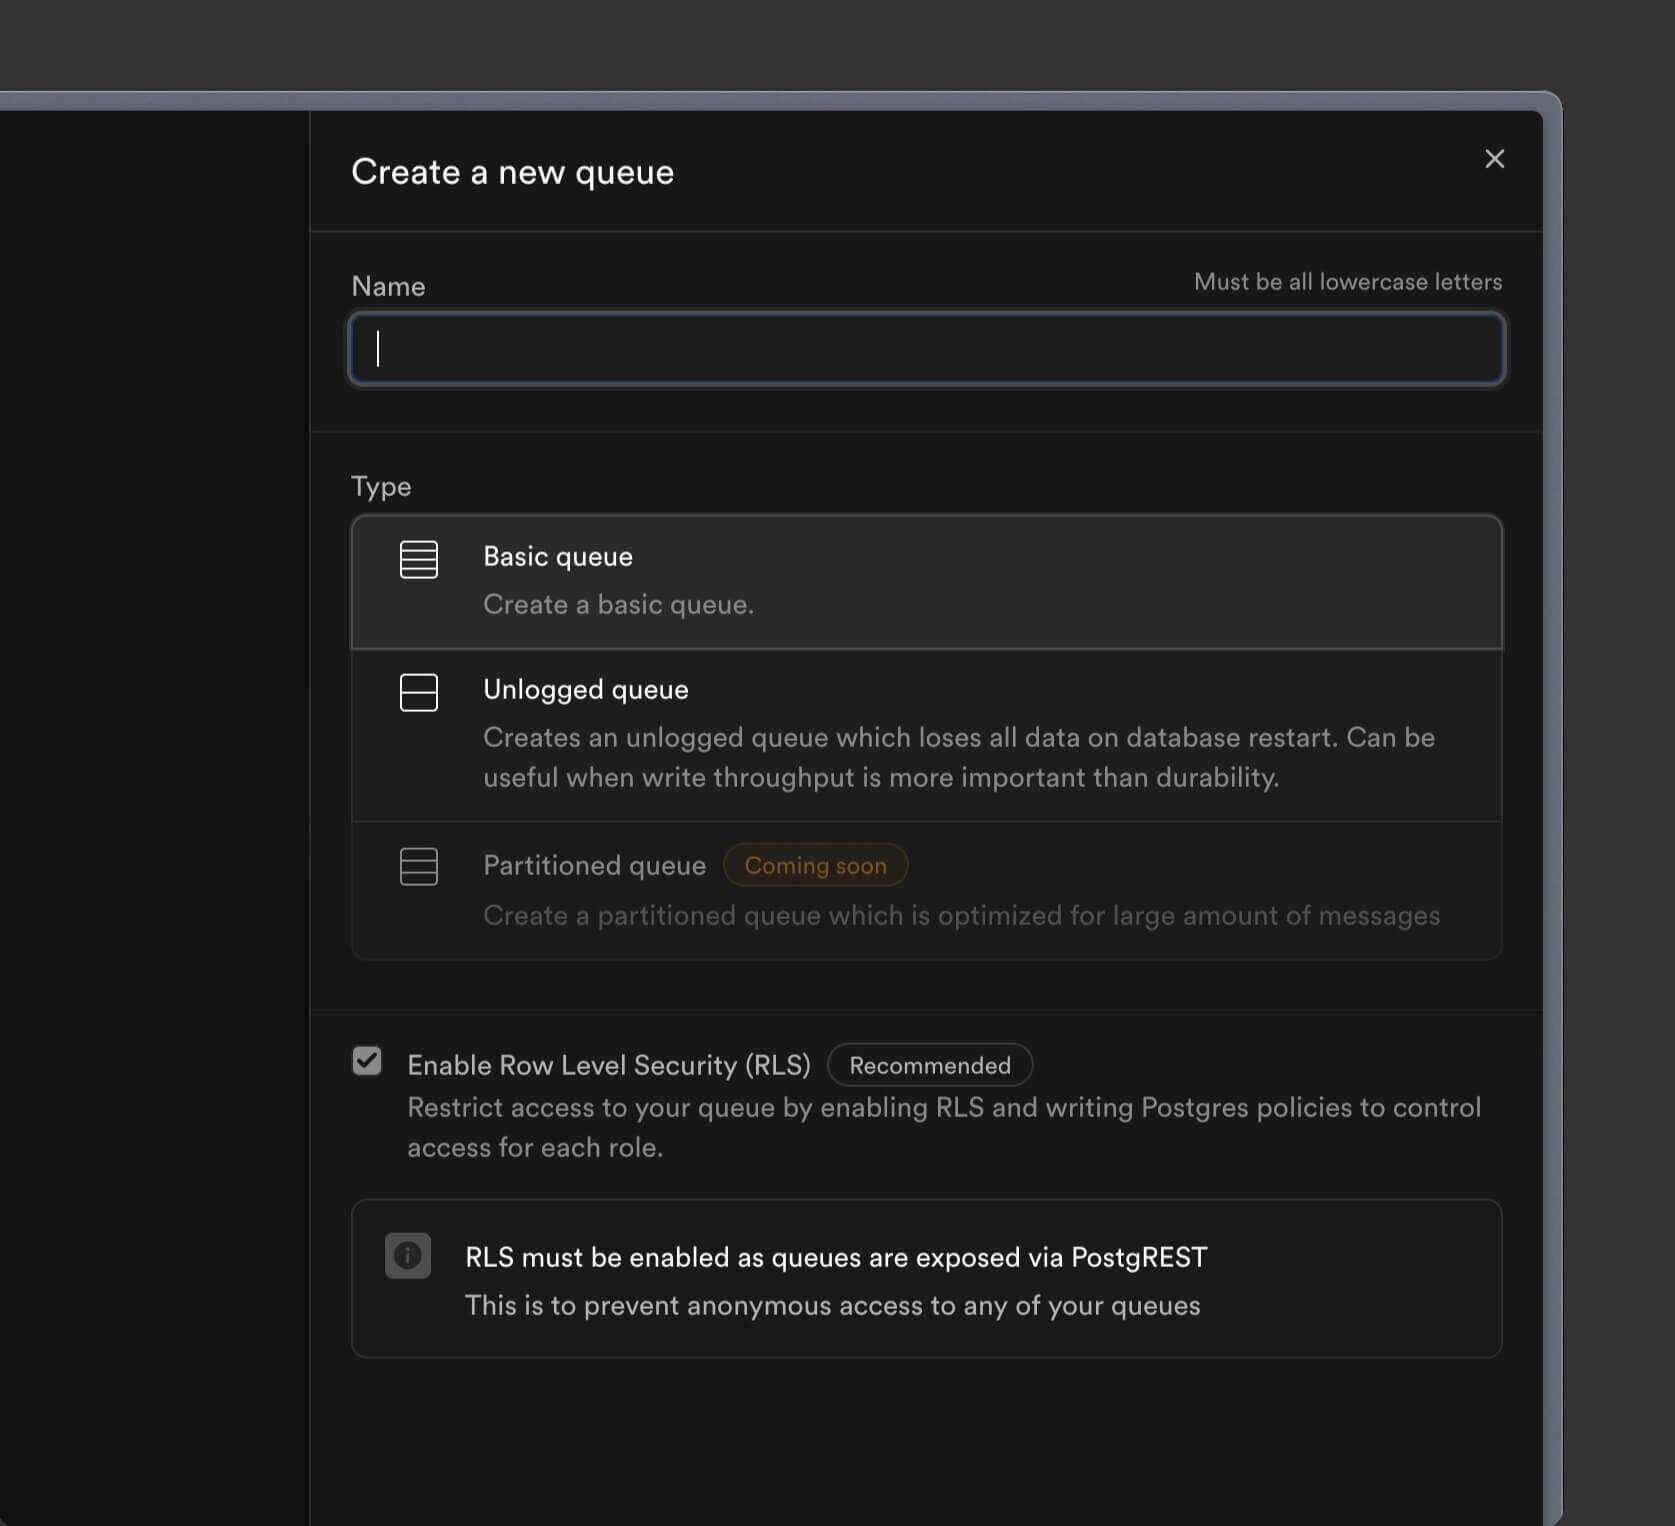 Create a new queue
Name
Must be all lowercase letters
Type
Basic queue
Create a basic queue.
Unlogged queue
Creates an unlogged queue which loses all data on database restart. Can be
useful when write throughput is more important than durability.
Partitioned queue Coming soon
Create a partitioned queue which is optimized for large amount of messages
Enable Row Level Security (RLS) Recommended
Restrict access to your queue by enabling RLS and writing Postgres policies to control
access for each role.
RLS must be enabled as queues are exposed via PostgREST
This is to prevent anonymous access to any of your queues